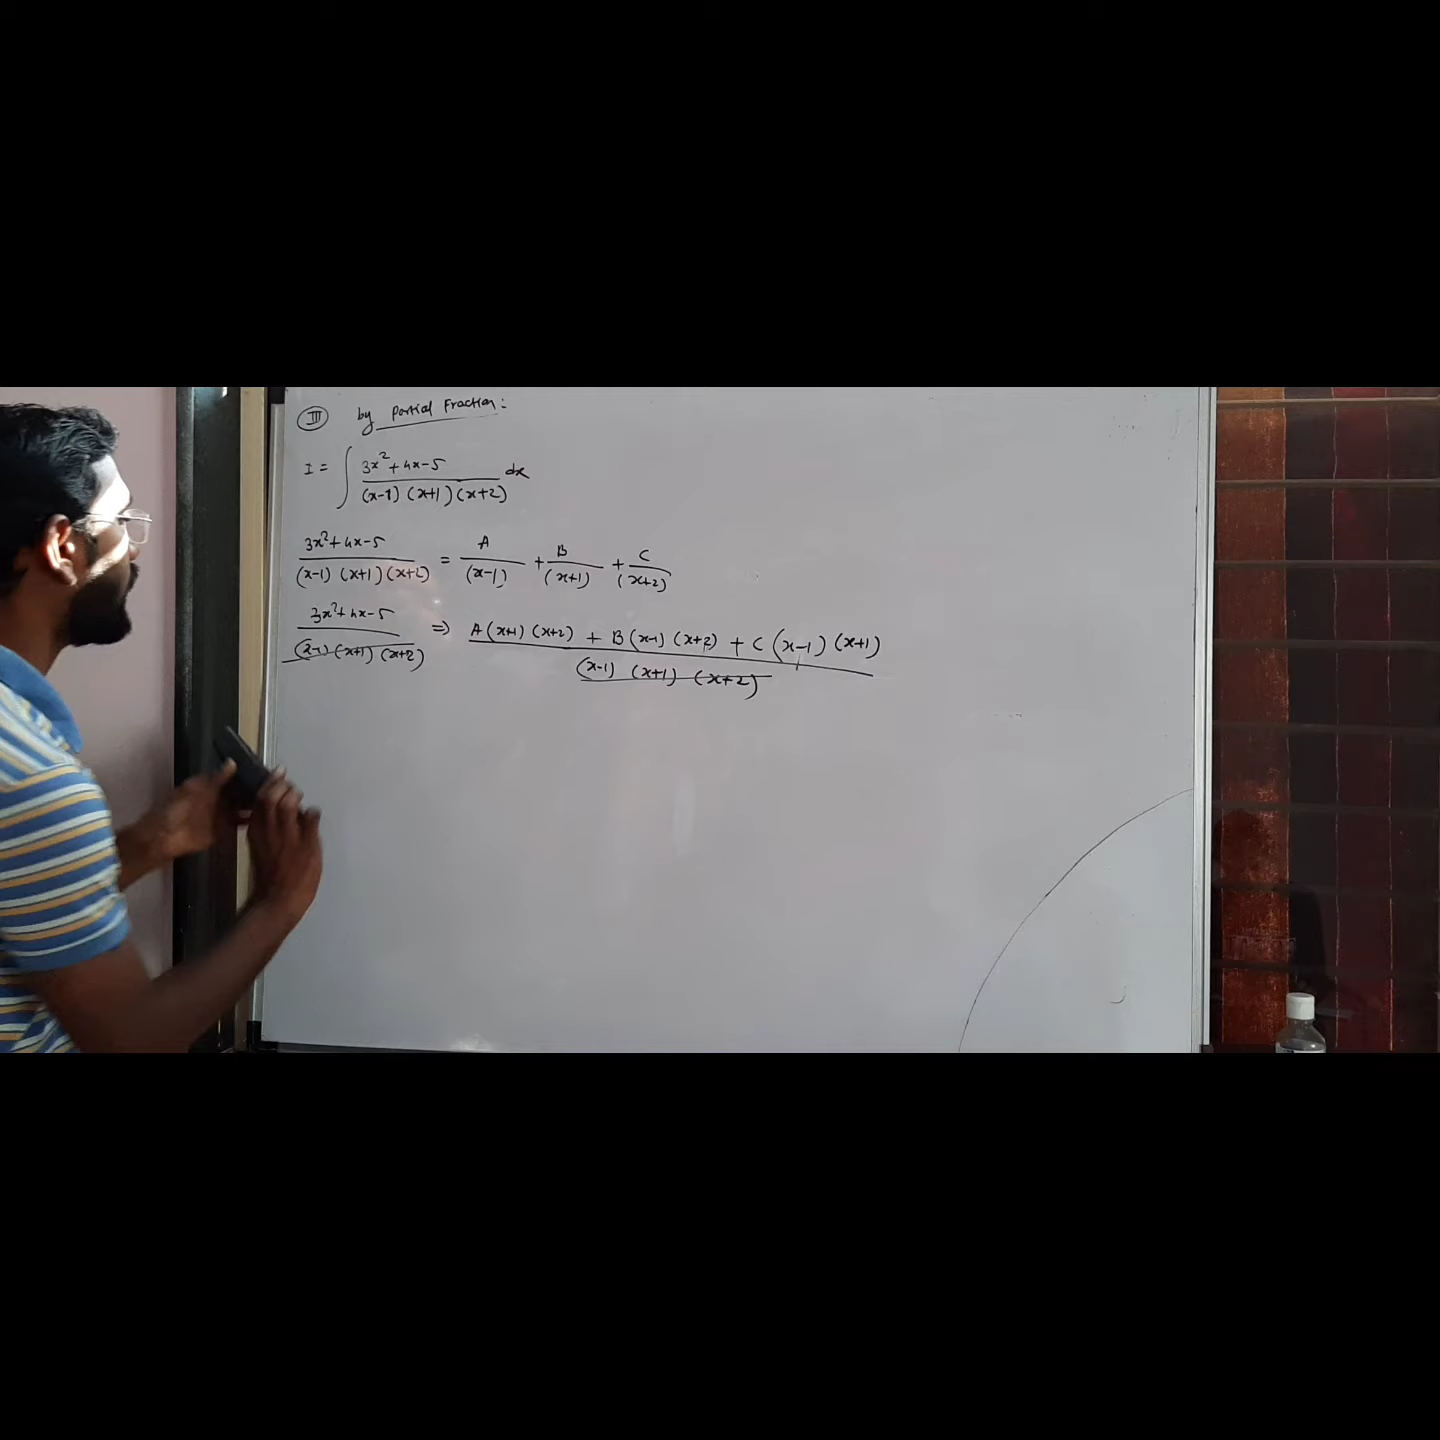 III by Partial Fraction:
I = ∫ 3x²+4x-5 / (x-1) (x+1) (x+2) dx
3x²+4x-5 / (x-1) (x+1) (x+2) = A / (x-1) + B / (x+1) + C / (x+2)
3x²+4x-5 / (x-1) (x+1) (x+2) ⇒ A(x+1) (x+2) + B(x-1) (x+2) + C (x-1) (x+1) / (x-1) (x+1) (x+2)